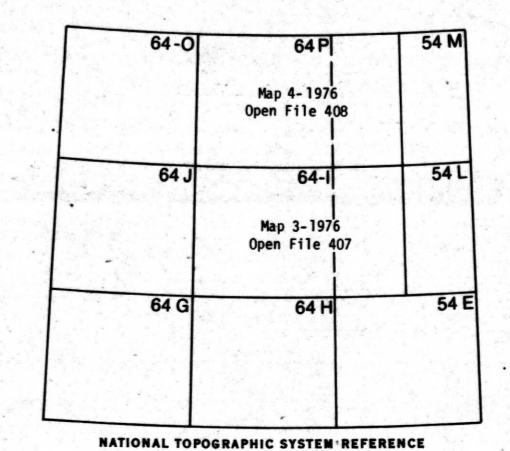 64-O 64 P 54 M
Map 4-1976
Open File 408
64 J 64-I 54 L
Map 3-1976
Open File 407
64 G 64 H 54 E
NATIONAL TOPOGRAPHIC SYSTEM REFERENCE